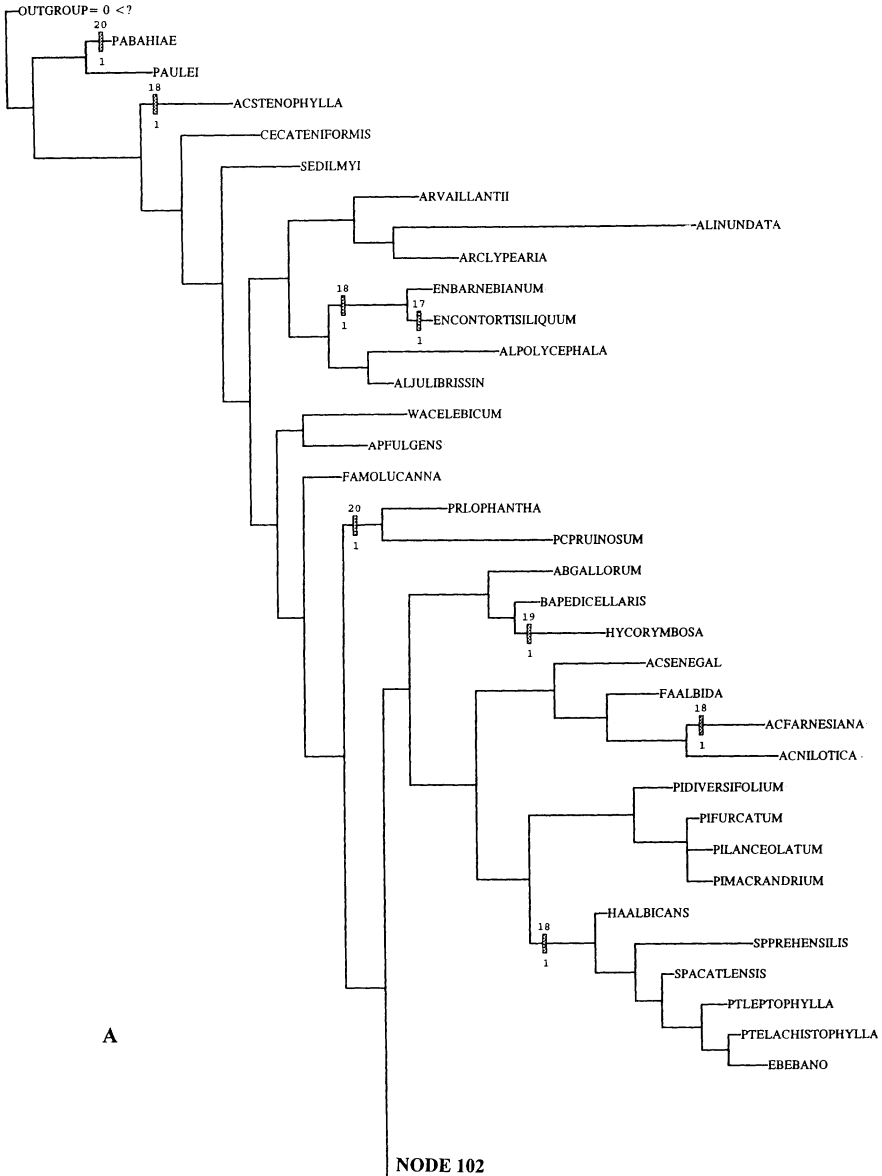 OUTGROUP= 0 <?
20
PABAHIAE
1
PAULEI
18
ACSTENOPHYLLA
1
CECATENIFORMIS
SEDILMYI
ARVAILLANTII
ALINUNDATA
ARCLYPEARIA
18
ENBARNEBIANUM
17
1
ENCONTORTISILIQUUM
1
ALPOLYCEPHALA
ALJULIBRISSIN
WACELEBICUM
APFULGENS
FAMOLUCANNA
20
PRLOPHANTHA
1
PCPRUINOSUM
ABGALLORUM
BAPEDICELLARIS
19
HYCORYMBOSA
1
ACSENEGAL
FAALBIDA
18
ACFARNESIANA
1
ACNILOTICA
PIDIVERSIFOLIUM
PIFURCATUM
PILANCEOLATUM
PIMACRANDRIUM
HAALBICANS
18
SPPREHENSILIS
1
SPACATLENSIS
PTLEPTOPHYLLA
A
PTELACHISTOPHYLLA
EBEBANO
NODE 102